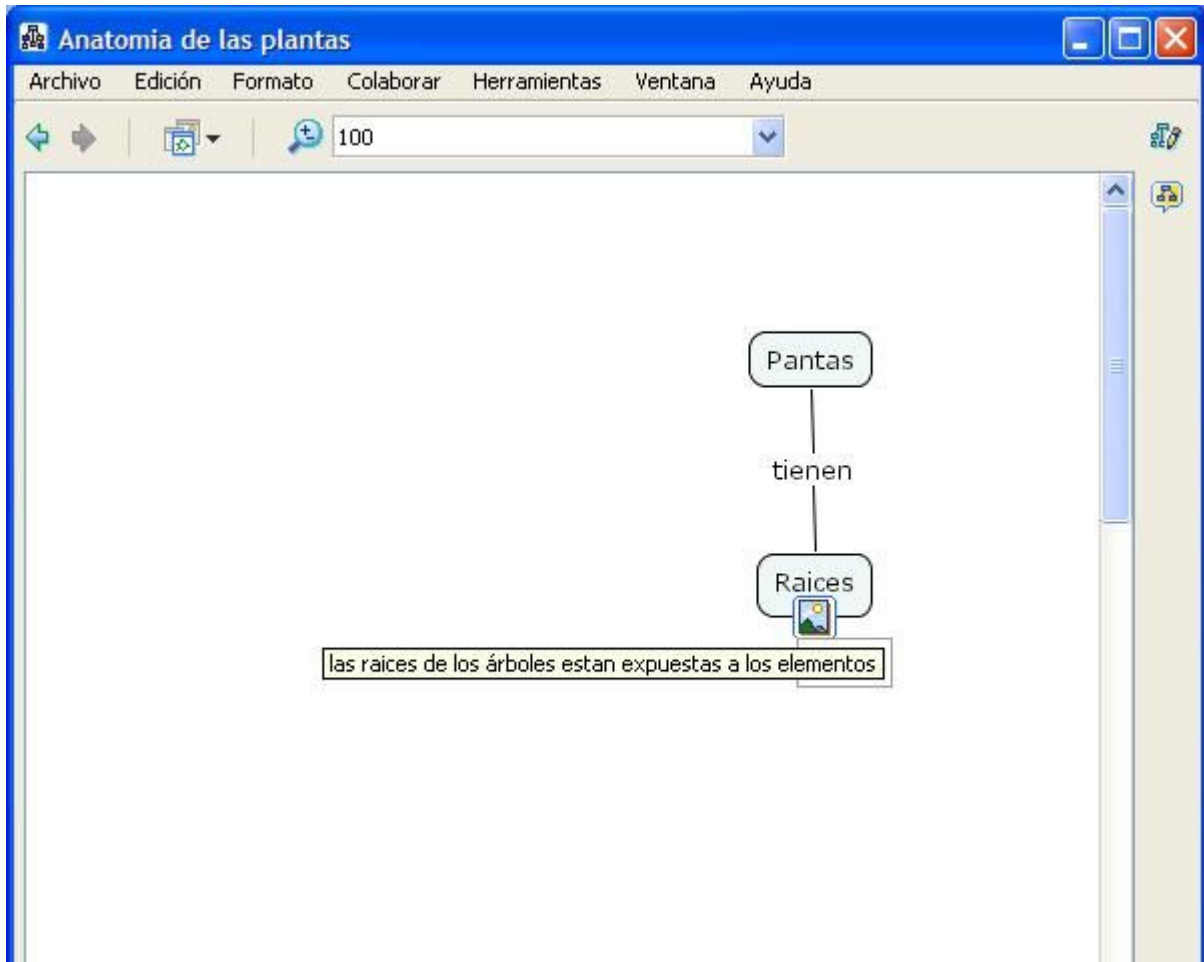 Anatomia de las plantas
Archivo Edición Formato Colaborar Herramientas Ventana Ayuda
100
Pantas
tienen
Raices
las raices de los árboles estan expuestas a los elementos